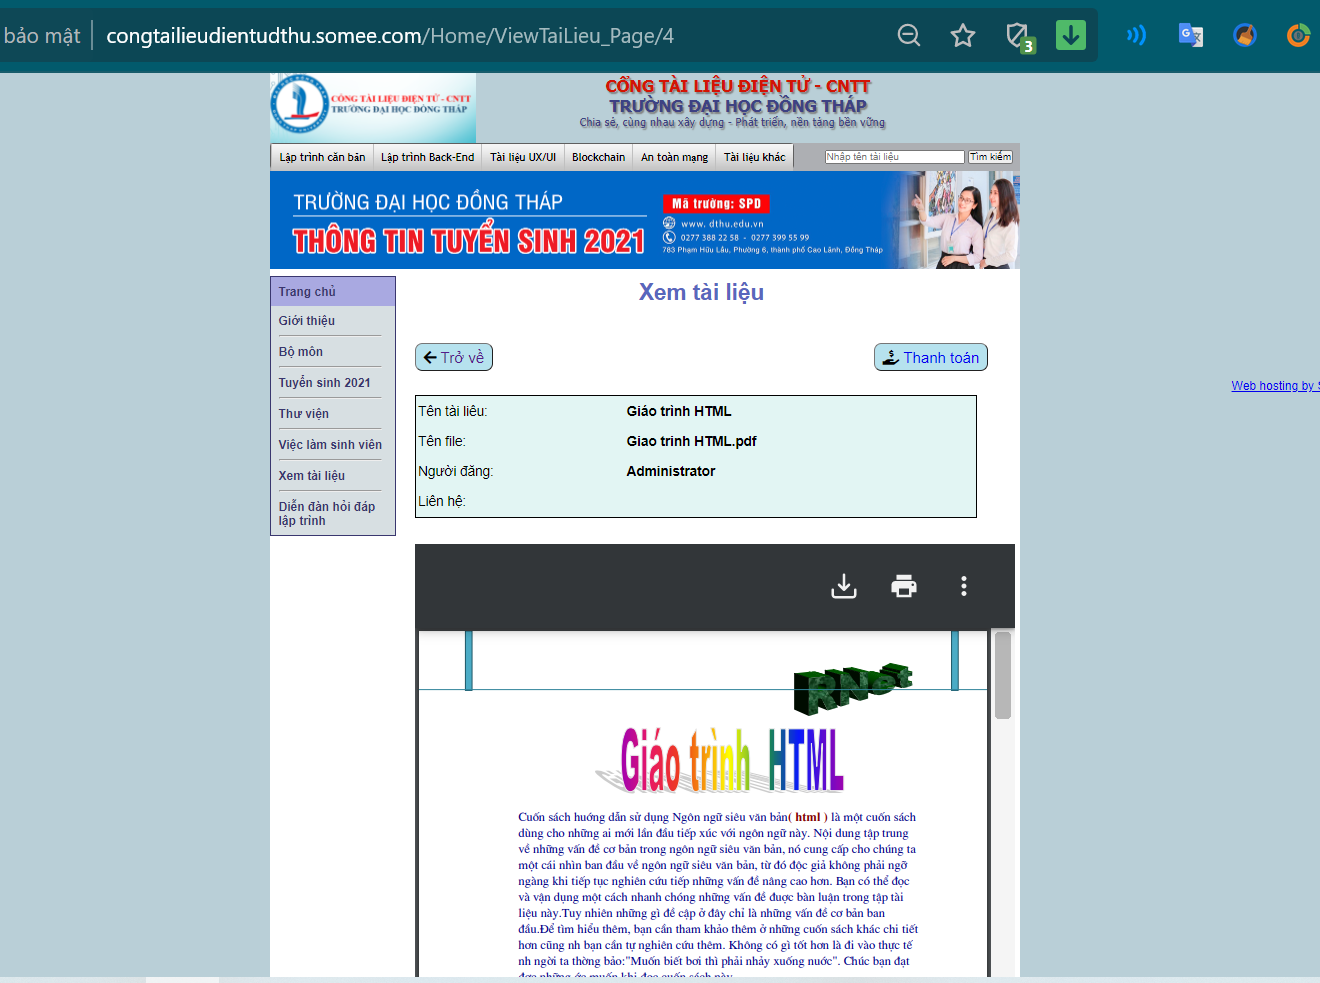 bảo mật
congtailieudientudthu.somee.com/Home/ViewTaiLieu_Page/4
3
CÔNG TÀI LIỆU ĐIỆN TỬ - CNTT
TRƯỜNG ĐẠI HỌC ĐỒNG THÁP
CỔNG TÀI LIỆU ĐIỆN TỬ - CNTT
TRƯỜNG ĐẠI HỌC ĐỒNG THÁP
Chia sẻ, cùng nhau xây dựng - Phát triển, nền tảng bền vững
Lập trình căn bản
Lập trình Back-End
Tài liệu UX/UI
Blockchain
An toàn mạng
Tài liệu khác
Nhập tên tài liệu
Tìm kiếm
TRƯỜNG ĐẠI HỌC ĐỒNG THÁP
THÔNG TIN TUYỂN SINH 2021
Mã trường: SPD
www. dthu.edu.vn
0277 388 22 58 - 0277 399 55 99
783 Phạm Hữu Lầu, Phường 6, thành phố Cao Lãnh, Đồng Tháp
Trang chủ
Giới thiệu
Bộ môn
Tuyển sinh 2021
Thư viện
Việc làm sinh viên
Xem tài liệu
Diễn đàn hỏi đáp
lập trình
Xem tài liệu
Trở về
Thanh toán
Web hosting by
Tên tài liêu:
Giáo trình HTML
Tên file:
Giao trinh HTML.pdf
Người đăng:
Administrator
Liên hệ:
RNet
Giáo trình HTML
Cuốn sách huớng dẫn sử dụng Ngôn ngữ siêu văn bản( html ) là một cuốn sách
dùng cho những ai mới lần đầu tiếp xúc với ngôn ngữ này. Nội dung tập trung
về những vấn đề cơ bản trong ngôn ngữ siêu văn bản, nó cung cấp cho chúng ta
một cái nhìn ban đầu về ngôn ngữ siêu văn bản, từ đó độc giả không phải ngỡ
ngàng khi tiếp tục nghiên cứu tiếp những vấn đề nâng cao hơn. Bạn có thể đọc
và vận dụng một cách nhanh chóng những vấn đề đuợc bàn luận trong tập tài
liệu này.Tuy nhiên những gì đề cập ở đây chỉ là những vấn đề cơ bản ban
đầu.Để tìm hiểu thêm, bạn cần tham khảo thêm ở những cuốn sách khác chi tiết
hơn cũng nh bạn cần tự nghiên cứu thêm. Không có gì tốt hơn là đi vào thực tế
nh ngời ta thờng bảo:"Muốn biết bơi thì phải nhảy xuống nuớc". Chúc bạn đạt
đợc những ớc muốn khi đọc cuốn sách này